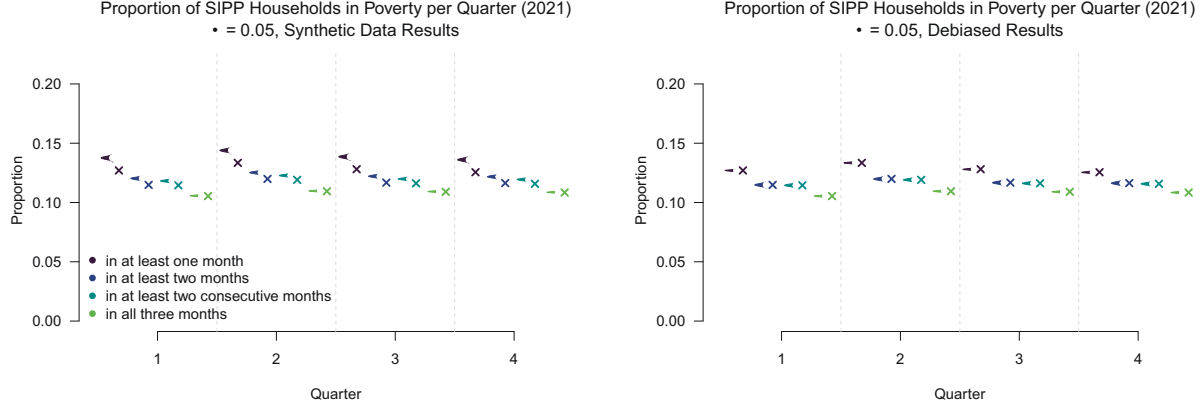 Proportion of SIPP Households in Poverty per Quarter (2021)
• = 0.05, Synthetic Data Results
Proportion
0.20
0.15
0.10
0.05
0.00
in at least one month
in at least two months
in at least two consecutive months
in all three months
1 2 3 4
Quarter
Proportion of SIPP Households in Poverty per Quarter (2021)
• = 0.05, Debiased Results
Proportion
0.20
0.15
0.10
0.05
0.00
1 2 3 4
Quarter